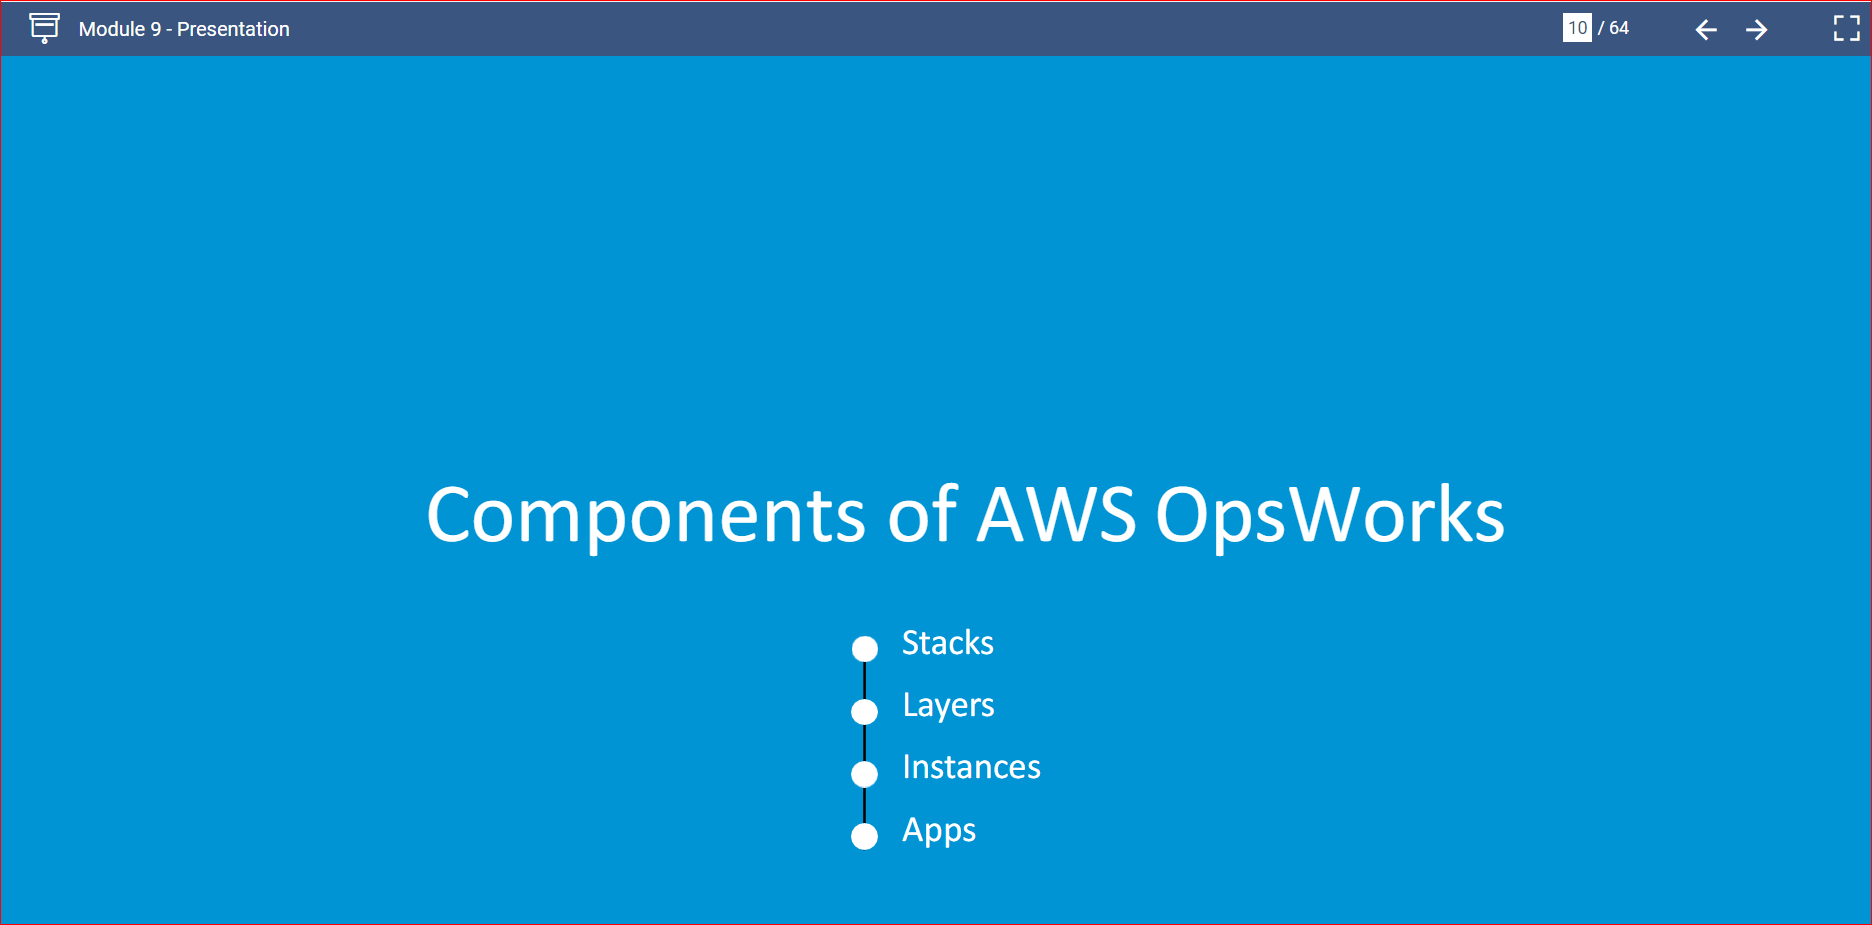 Module 9 - Presentation
10 / 64
Components of AWS OpsWorks
Stacks
Layers
Instances
Apps